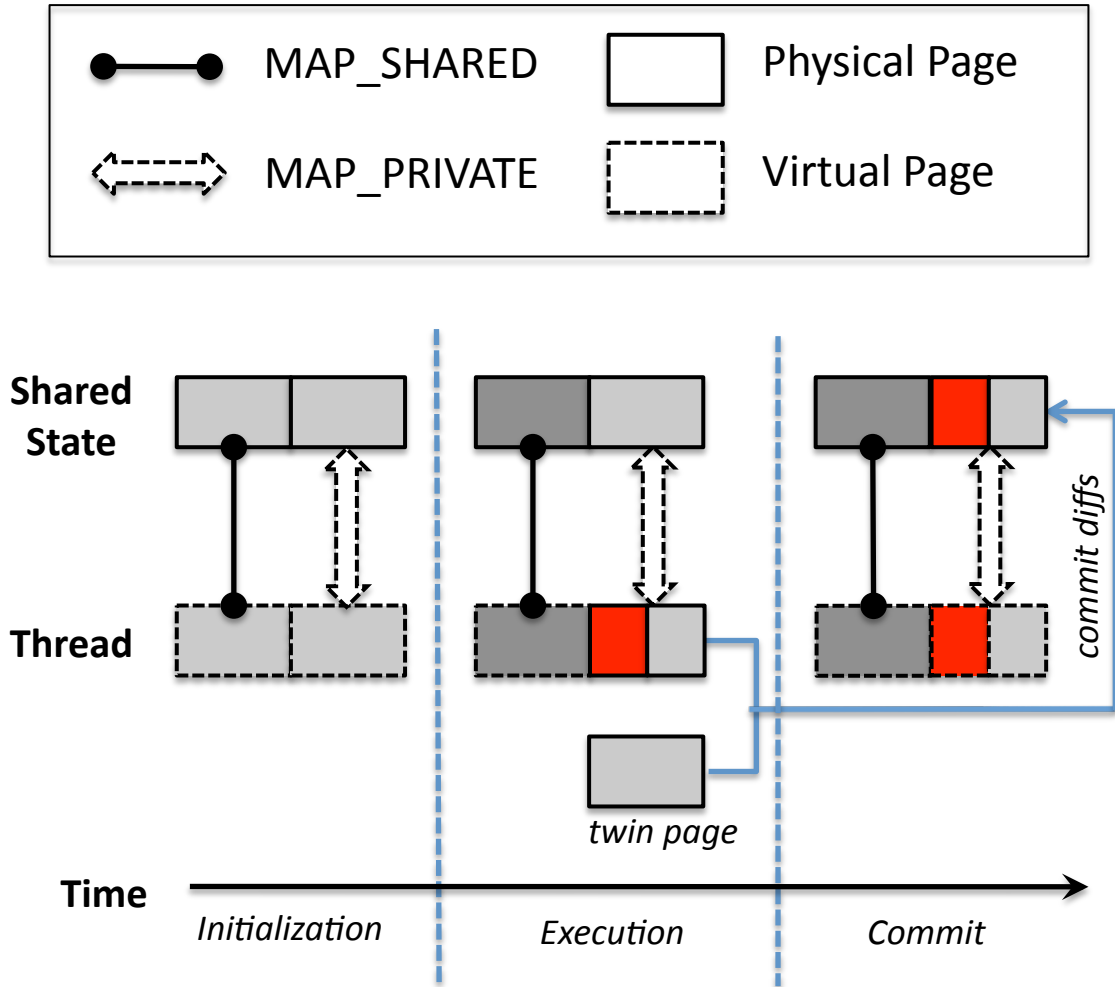 MAP_SHARED
Physical Page
MAP_PRIVATE
Virtual Page
Shared
State
commit diffs
Thread
twin page
Time
Initialization
Execution
Commit